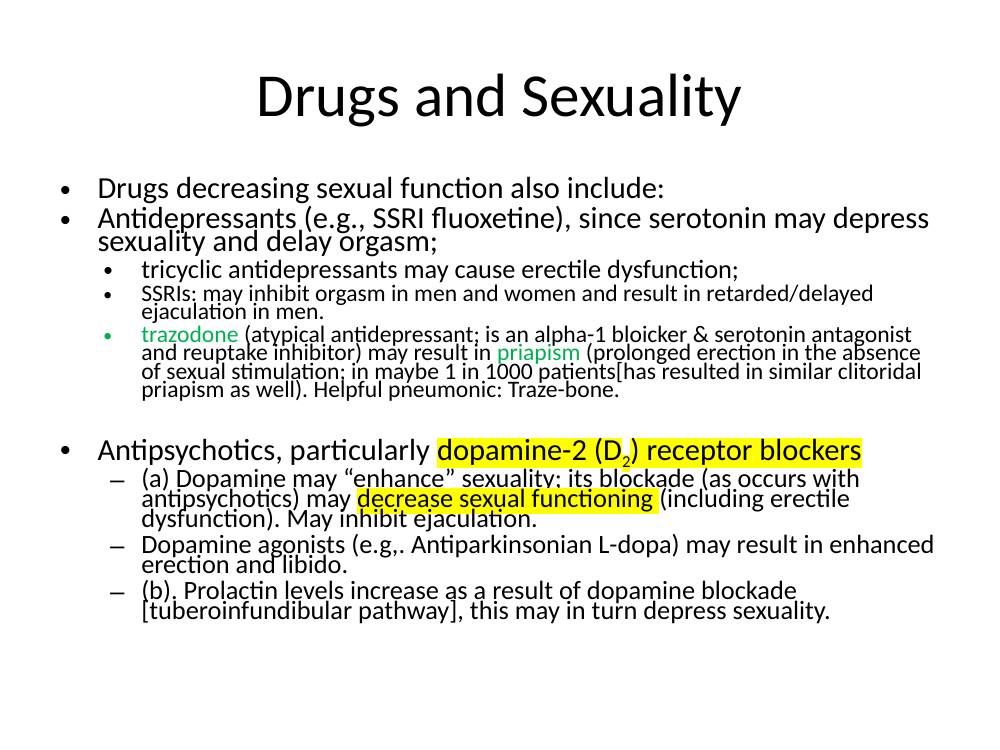 Drugs and Sexuality
• Drugs decreasing sexual function also include:
• Antidepressants (e.g., SSRI fluoxetine), since serotonin may depress
sexuality and delay orgasm;
• tricyclic antidepressants may cause erectile dysfunction;
• SSRIs: may inhibit orgasm in men and women and result in retarded/delayed
ejaculation in men.
• trazodone (atypical antidepressant; is an alpha-1 bloicker & serotonin antagonist
and reuptake inhibitor) may result in priapism (prolonged erection in the absence
of sexual stimulation; in maybe 1 in 1000 patients[has resulted in similar clitoridal
priapism as well). Helpful pneumonic: Traze-bone.
• Antipsychotics, particularly dopamine-2 (D2) receptor blockers
– (a) Dopamine may “enhance” sexuality; its blockade (as occurs with
antipsychotics) may decrease sexual functioning (including erectile
dysfunction). May inhibit ejaculation.
– Dopamine agonists (e.g,. Antiparkinsonian L-dopa) may result in enhanced
erection and libido.
– (b). Prolactin levels increase as a result of dopamine blockade
[tuberoinfundibular pathway], this may in turn depress sexuality.